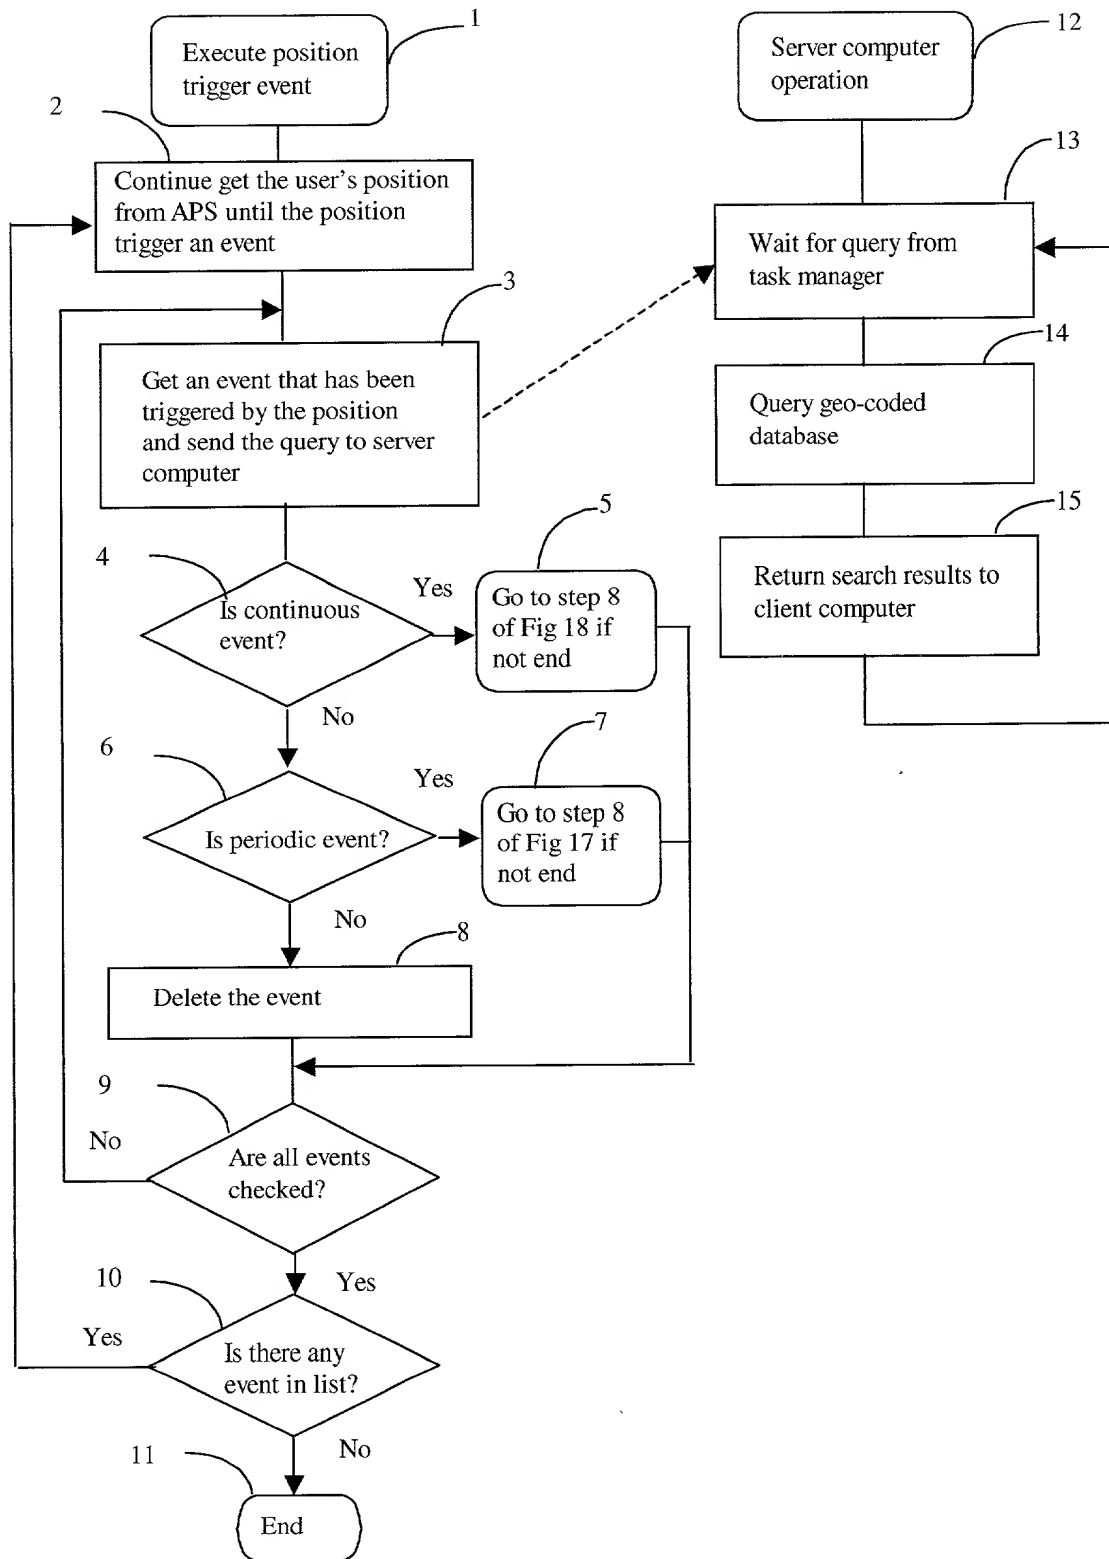 1
Execute position
trigger event
2
Continue get the user's position
from APS until the position
trigger an event
3
Get an event that has been
triggered by the position
and send the query to server
computer
4
Is continuous
event?
Yes
5
Go to step 8
of Fig 18 if
not end
No
6
Is periodic event?
Yes
7
Go to step 8
of Fig 17 if
not end
No
8
Delete the event
9
No
Are all events
checked?
Yes
10
Yes
Is there any
event in list?
No
11
End
12
Server computer
operation
13
Wait for query from
task manager
14
Query geo-coded
database
15
Return search results to
client computer